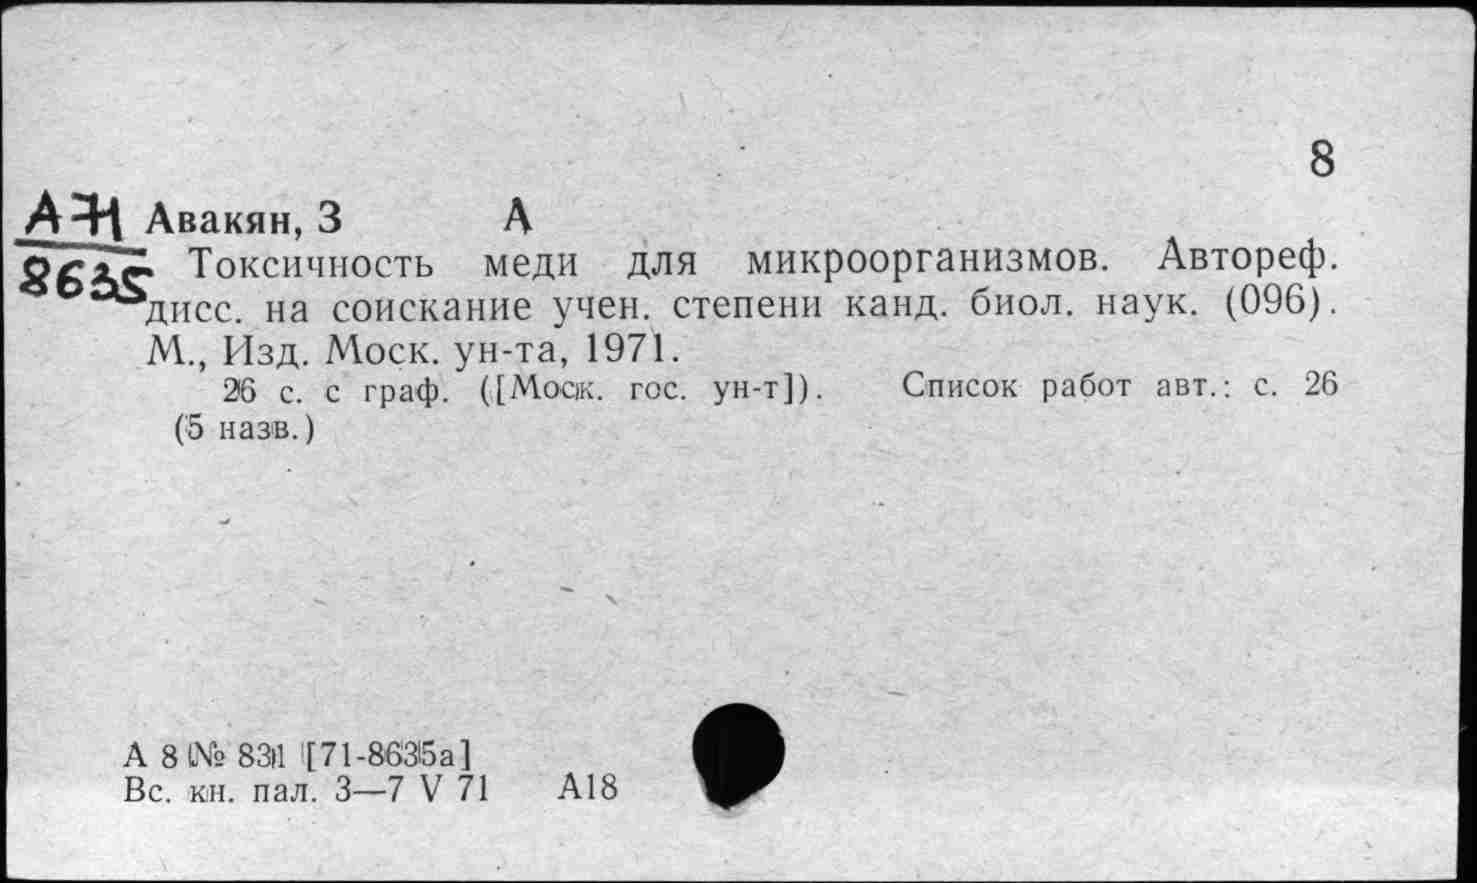 8
АН Авакян, З А
8635 Токсичность меди для микроорганизмов. Автореф.
дисс. на соискание учен. степени канд. биол. наук. (096).
М., Изд. Моск. ун-та, 1971.
26 с. с граф. ([Моск. гос. ун-т]). Список работ авт.: с. 26
(5 назв.)
А 8 № 831 [71-8635а]
Вс. кн. пал. 3—7 V 71 А18